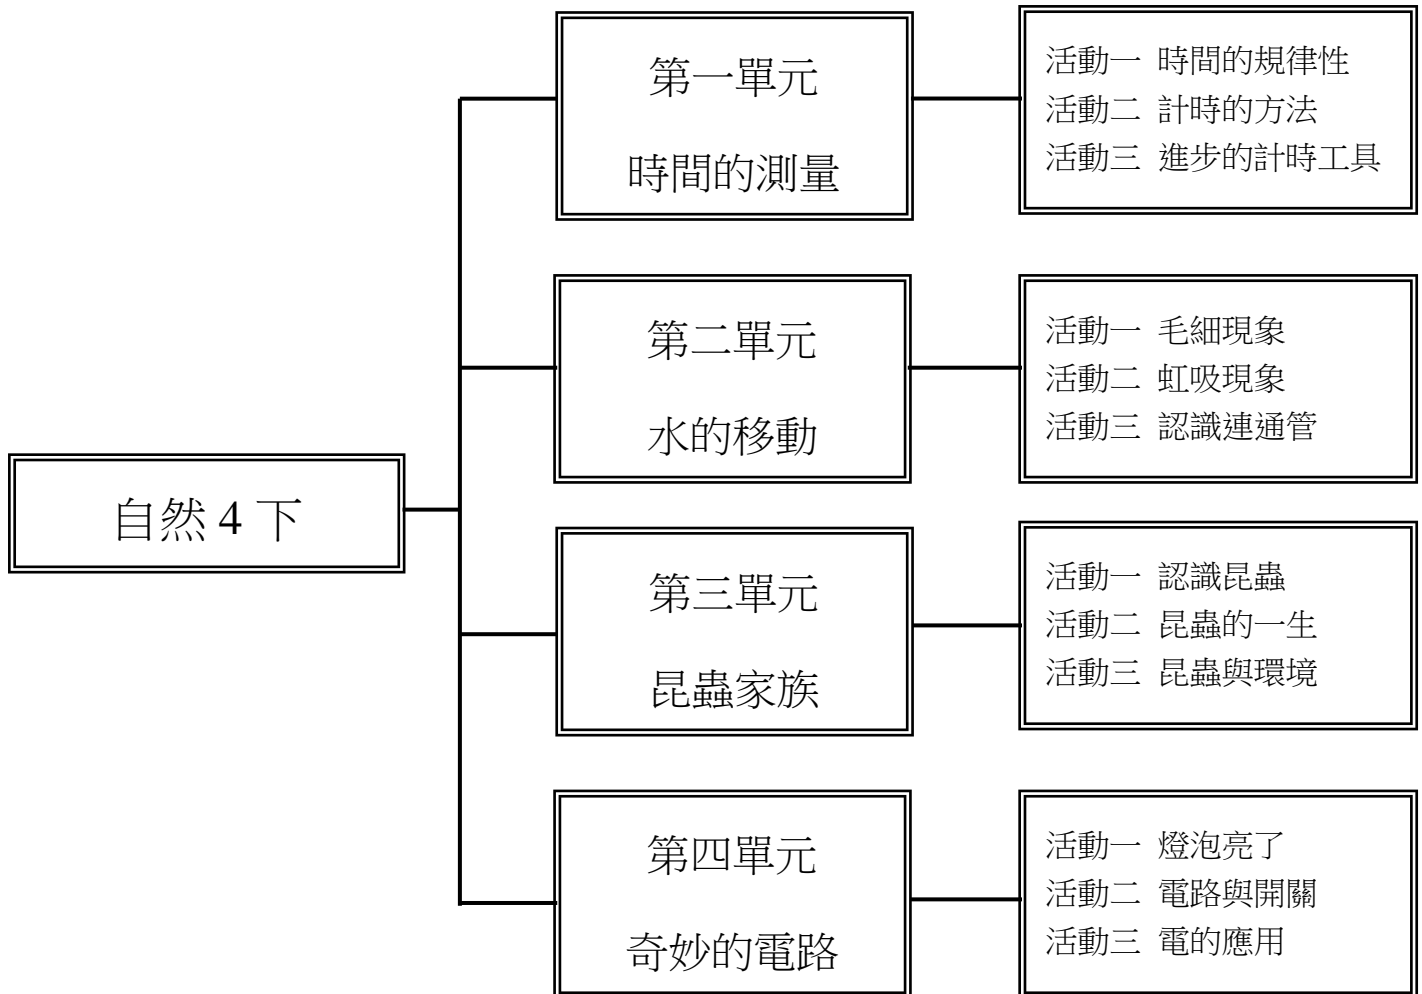 自然 4 下
第一單元
時間的測量
活動一 時間的規律性
活動二 計時的方法
活動三 進步的計時工具
第二單元
水的移動
活動一 毛細現象
活動二 虹吸現象
活動三 認識連通管
第三單元
昆蟲家族
活動一 認識昆蟲
活動二 昆蟲的一生
活動三 昆蟲與環境
第四單元
奇妙的電路
活動一 燈泡亮了
活動二 電路與開關
活動三 電的應用